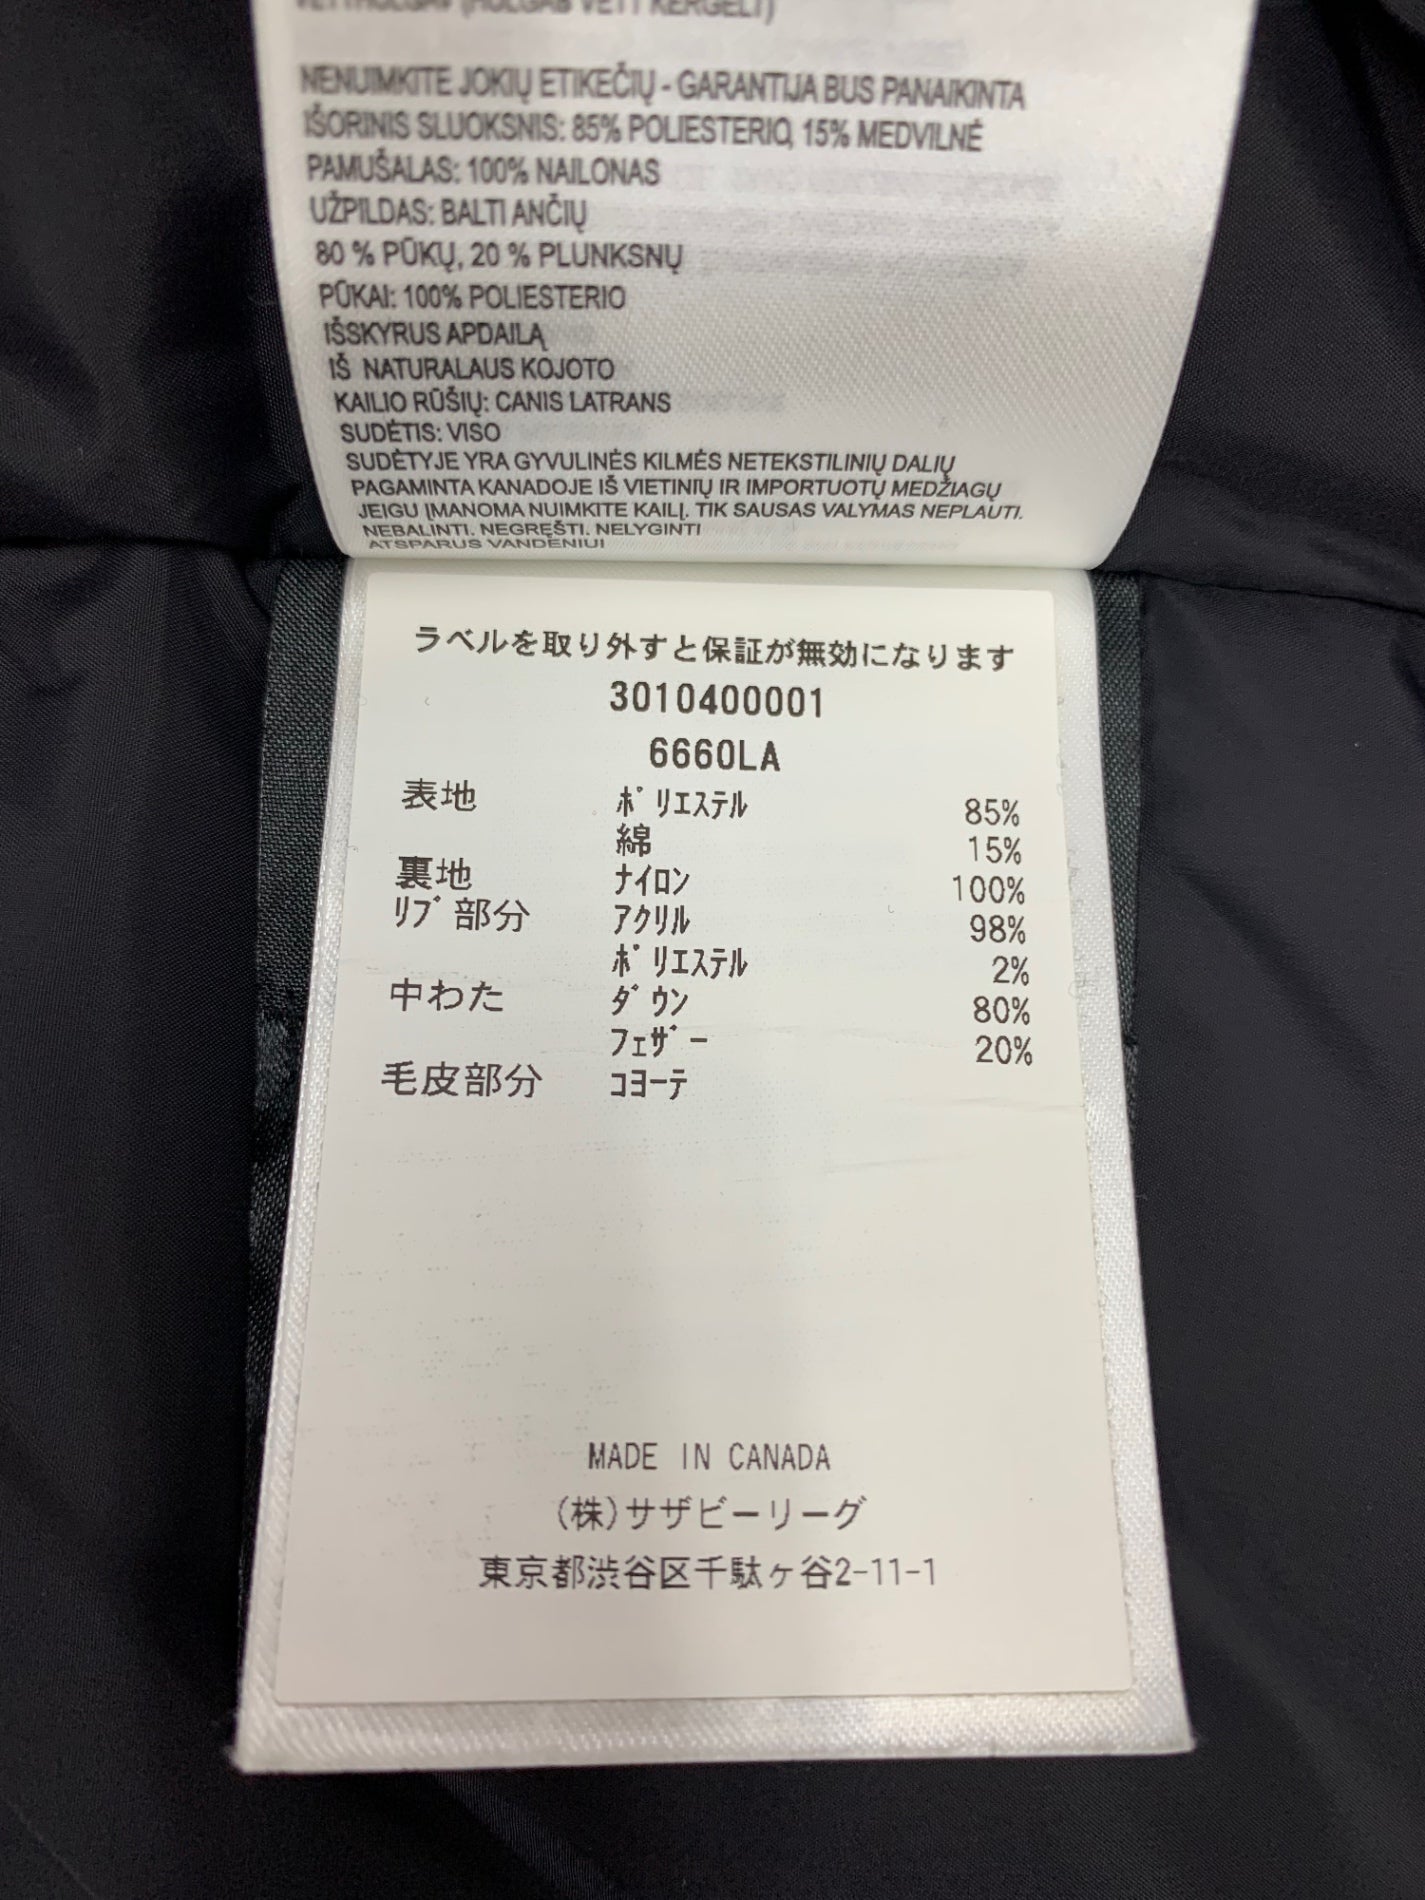 NENUIMKITE JOKIŲ ETIKEČIŲ - GARANTIJA BUS PANAIKINTA
IŠORINIS SLUOKSNIS: 85% POLIESTERIO, 15% MEDVILNĖ
PAMUŠALAS: 100% NAILONAS
UŽPILDAS: BALTI ANČIŲ
80 % PŪKŲ, 20 % PLUNKSNŲ
PŪKAI: 100% POLIESTERIO
IŠSKYRUS APDAILĄ
IŠ NATURALAUS KOJOTO
KAILIO RŪŠIŲ: CANIS LATRANS
SUDĖTIS: VISO
SUDĖTYJE YRA GYVULINĖS KILMĖS NETEKSTILINIŲ DALIŲ
PAGAMINTA KANADOJE IŠ VIETINIŲ IR IMPORTUOTŲ MEDŽIAGŲ
JEIGU ĮMANOMA NUIMKITE KAILĮ. TIK SAUSAS VALYMAS NEPLAUTI.
NEBALINTI. NEGRĘŠTI. NELYGINTI
ATSPARUS VANDENIUI
ラベルを取り外すと保証が無効になります
3010400001
6660LA
表地 ﾎﾟﾘｴｽﾃﾙ 85%
綿 15%
裏地 ﾅｲﾛﾝ 100%
ﾘﾌﾞ部分 ｱｸﾘﾙ 98%
ﾎﾟﾘｴｽﾃﾙ 2%
中わた ﾀﾞｳﾝ 80%
ﾌｪｻﾞｰ 20%
毛皮部分 ｺﾖｰﾃ
MADE IN CANADA
(株)サザビーリーグ
東京都渋谷区千駄ヶ谷2-11-1